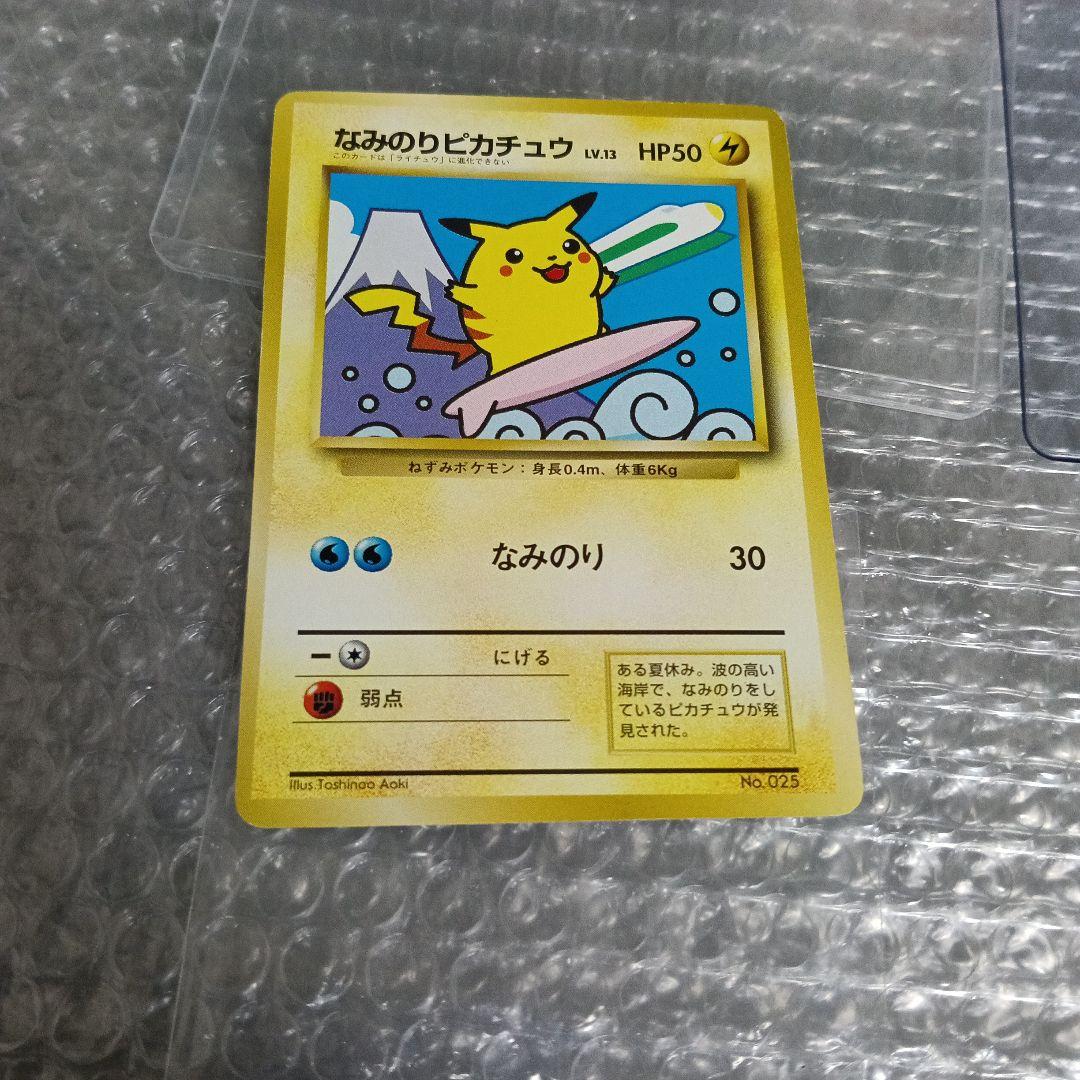 なみのりピカチュウ LV.13 HP50
このカードは「ライチュウ」に進化できない
ねずみポケモン：身長0.4m、体重6Kg
なみのり 30
にげる
弱点
ある夏休み。波の高い
海岸で、なみのりをし
ているピカチュウが発
見された。
Illus.Toshinao Aoki No.025